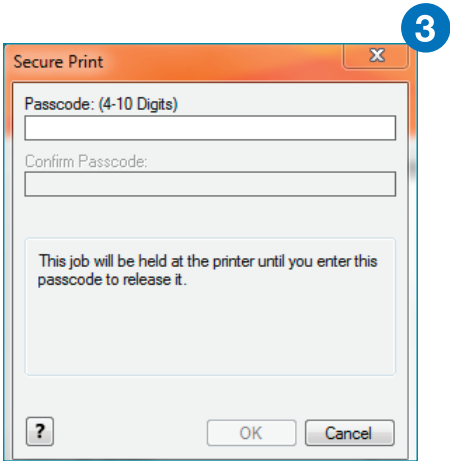 3
Secure Print
X
Passcode: (4-10 Digits)
Confirm Passcode:
This job will be held at the printer until you enter this
passcode to release it.
?
OK
Cancel